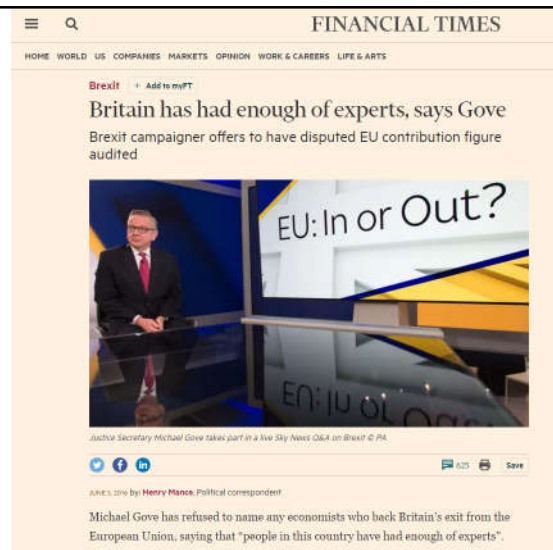 FINANCIAL TIMES
HOME WORLD US COMPANIES MARKETS OPINION WORK & CAREERS LIFE & ARTS
Brexit + Add to myFT
Britain has had enough of experts, says Gove
Brexit campaigner offers to have disputed EU contribution figure
audited
EU: In or Out?
Justice Secretary Michael Gove takes part in a live Sky News Q&A on Brexit © PA
625 Save
JUNE 3, 2016 by: Henry Mance, Political correspondent
Michael Gove has refused to name any economists who back Britain's exit from the
European Union, saying that “people in this country have had enough of experts”.